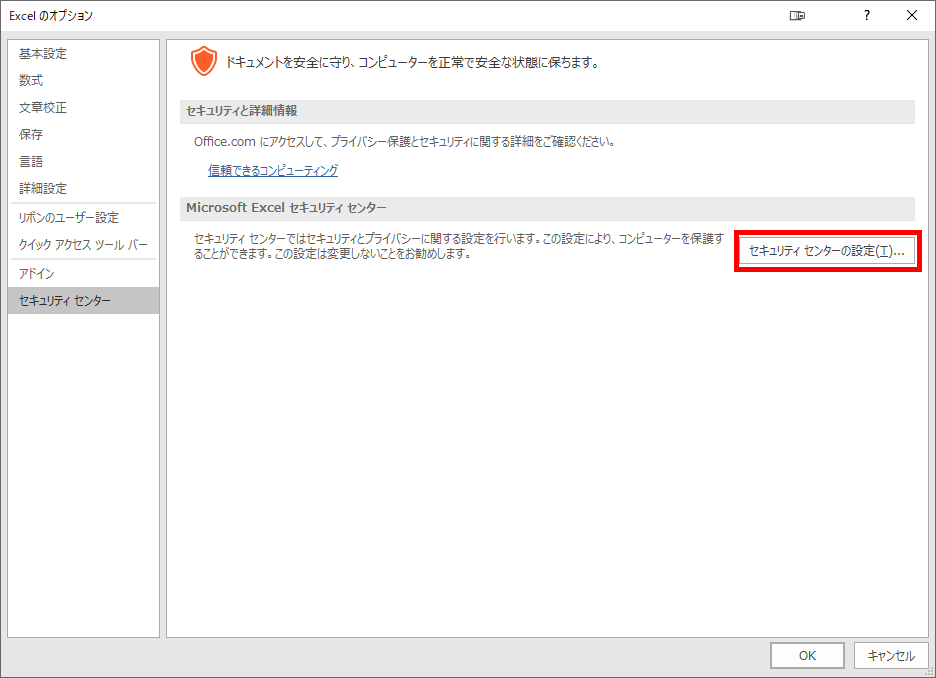 Excel のオプション
?
基本設定
数式
文章校正
保存
言語
詳細設定
リボンのユーザー設定
クイック アクセス ツール バー
アドイン
セキュリティ センター
ドキュメントを安全に守り、コンピューターを正常で安全な状態に保ちます。
セキュリティと詳細情報
Office.com にアクセスして、プライバシー保護とセキュリティに関する詳細をご確認ください。
信頼できるコンピューティング
Microsoft Excel セキュリティ センター
セキュリティ センターではセキュリティとプライバシーに関する設定を行います。この設定により、コンピューターを保護す
ることができます。この設定は変更しないことをお勧めします。
セキュリティ センターの設定(T)...
OK
キャンセル